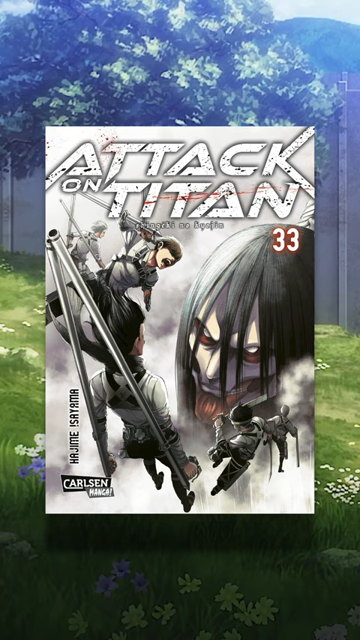 ATTACK
ON TITAN
shingeki no kyojin
33
HAJIME ISAYAMA
CARLSEN
MANGA!